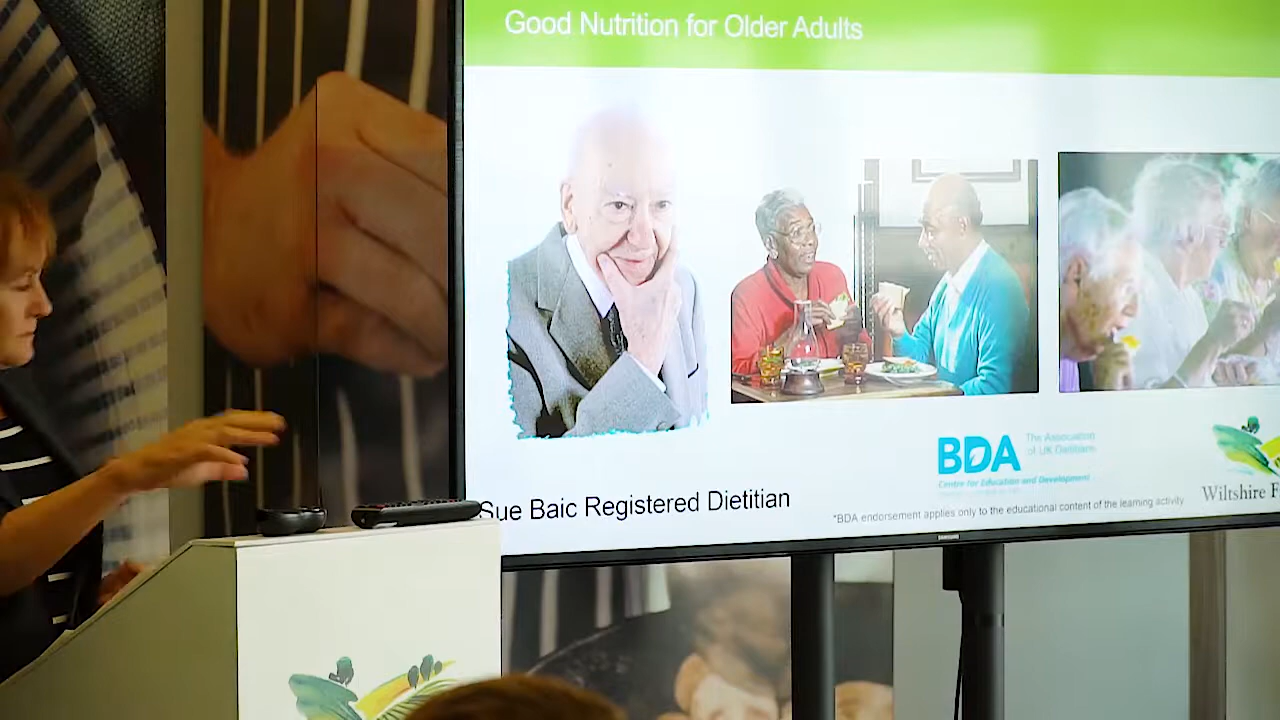 Good Nutrition for Older Adults
BDA
The Association
of UK Dietitians
Centre for Education and Development
Sue Baic Registered Dietitian
*BDA endorsement applies only to the educational content of the learning activity
Wiltshire F
SAMSUNG